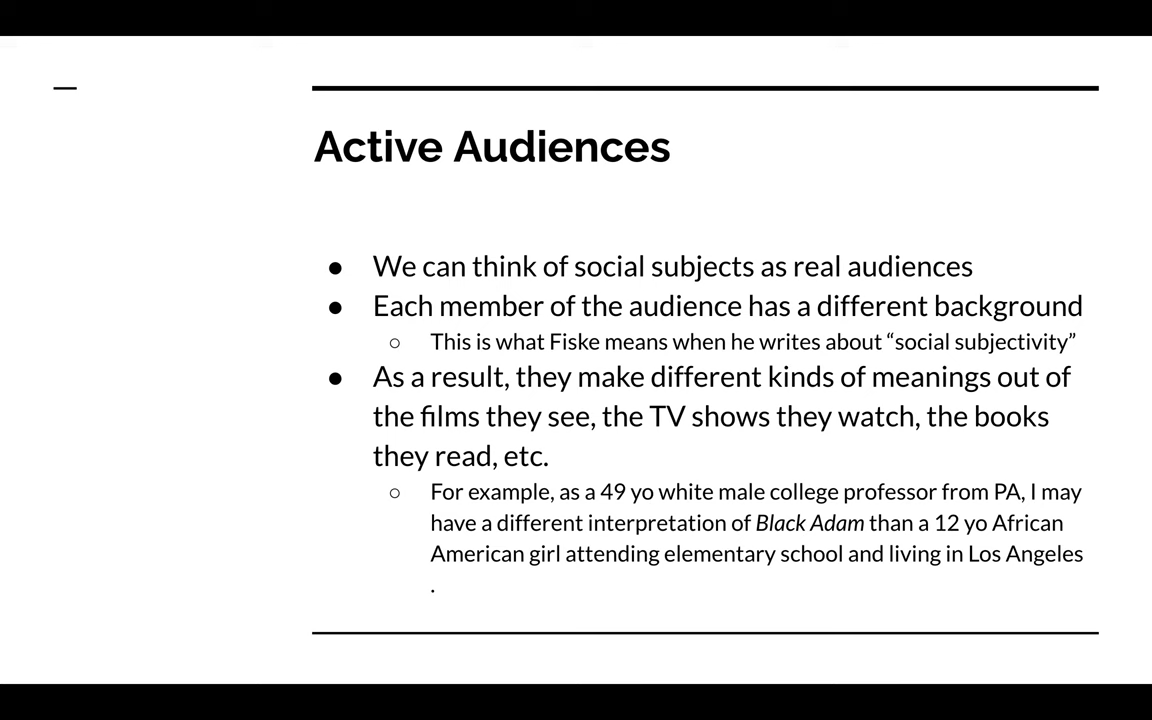 Active Audiences
● We can think of social subjects as real audiences
● Each member of the audience has a different background
○ This is what Fiske means when he writes about “social subjectivity”
● As a result, they make different kinds of meanings out of
the films they see, the TV shows they watch, the books
they read, etc.
○ For example, as a 49 yo white male college professor from PA, I may
have a different interpretation of Black Adam than a 12 yo African
American girl attending elementary school and living in Los Angeles
.